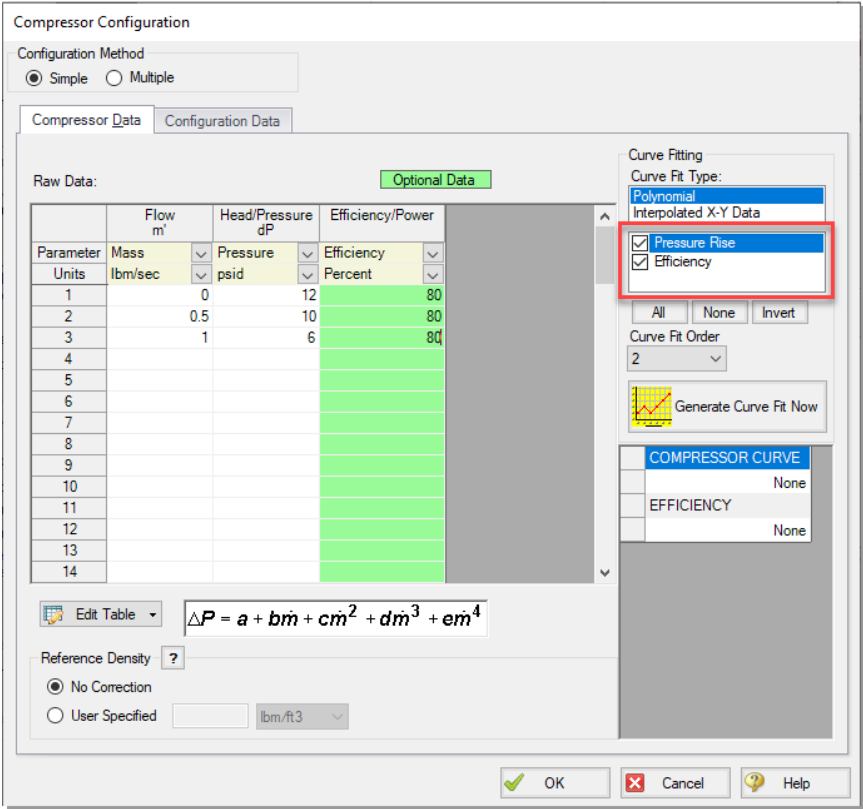 Compressor Configuration
Configuration Method
Simple Multiple
Compressor Data Configuration Data
Raw Data: Optional Data
Flow Head/Pressure Efficiency/Power
m' dP
Parameter Mass Pressure Efficiency
Units lbm/sec psid Percent
1 0 12 80
2 0.5 10 80
3 1 6 80
4
5
6
7
8
9
10
11
12
13
14
Edit Table ΔP = a + bṁ + cṁ² + dṁ³ + eṁ⁴
Reference Density ?
No Correction
User Specified lbm/ft3
Curve Fitting
Curve Fit Type:
Polynomial
Interpolated X-Y Data
Pressure Rise
Efficiency
All None Invert
Curve Fit Order
2
Generate Curve Fit Now
COMPRESSOR CURVE
None
EFFICIENCY
None
OK Cancel Help